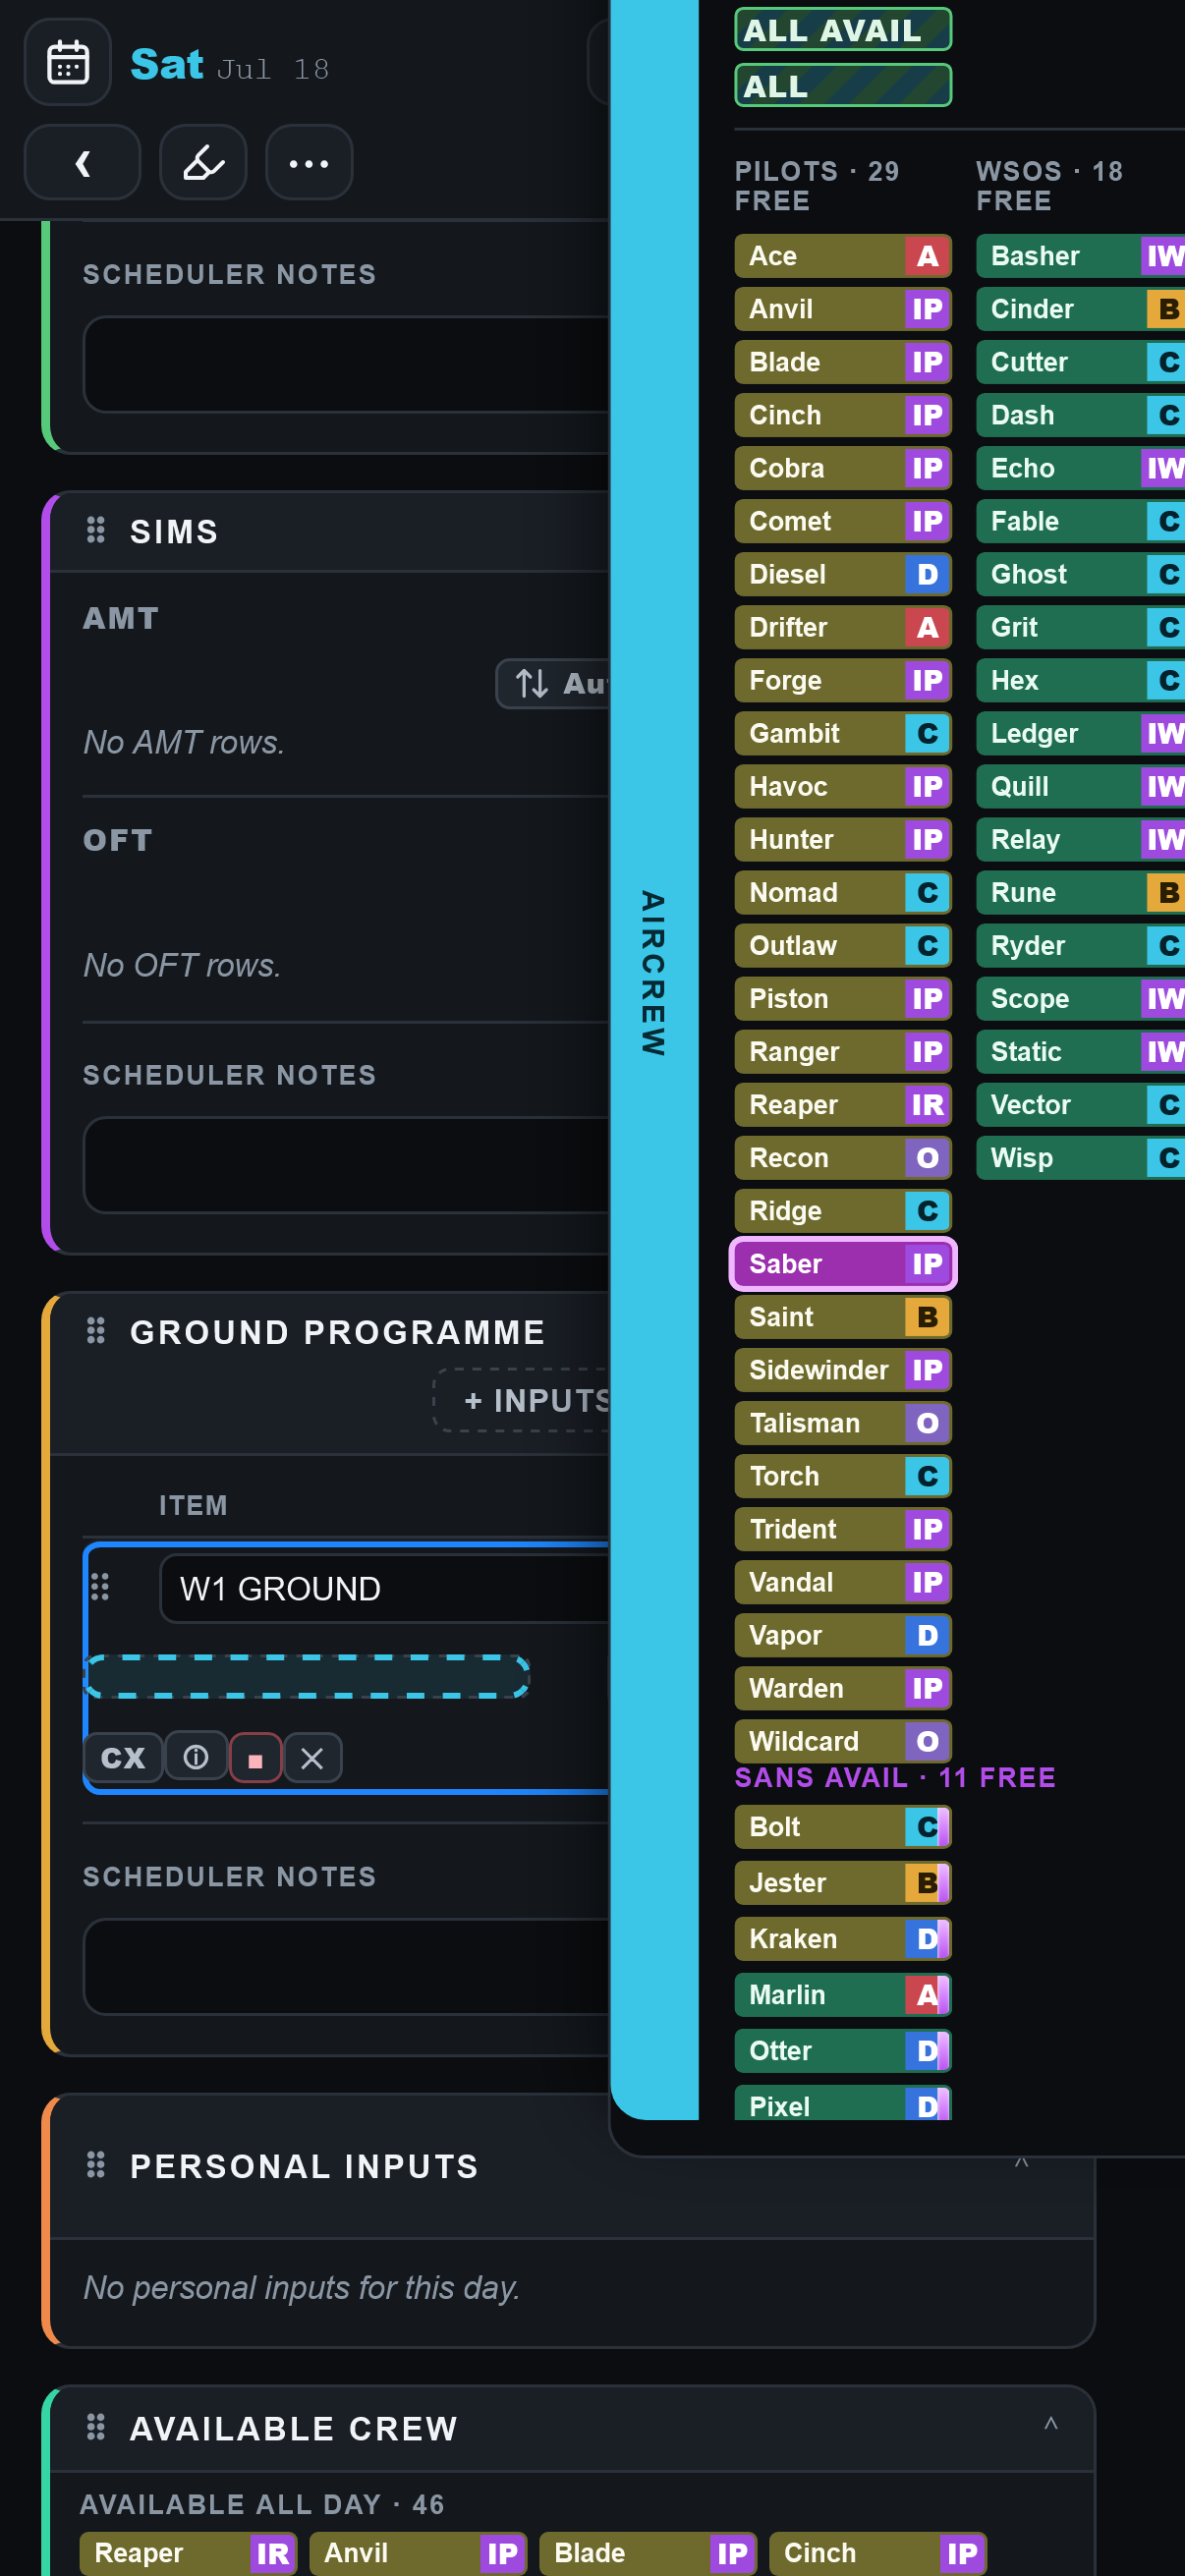 Sat Jul 18
SCHEDULER NOTES
SIMS
AMT
No AMT rows.
OFT
No OFT rows.
SCHEDULER NOTES
GROUND PROGRAMME
+ INPUTS
ITEM
W1 GROUND
CX
SCHEDULER NOTES
PERSONAL INPUTS
No personal inputs for this day.
AVAILABLE CREW
AVAILABLE ALL DAY · 46
Reaper IR
Anvil IP
Blade IP
Cinch IP
AIRCREW
ALL AVAIL
ALL
PILOTS · 29
FREE
Ace A
Anvil IP
Blade IP
Cinch IP
Cobra IP
Comet IP
Diesel D
Drifter A
Forge IP
Gambit C
Havoc IP
Hunter IP
Nomad C
Outlaw C
Piston IP
Ranger IP
Reaper IR
Recon O
Ridge C
Saber IP
Saint B
Sidewinder IP
Talisman O
Torch C
Trident IP
Vandal IP
Vapor D
Warden IP
Wildcard O
WSOS · 18
FREE
Basher IW
Cinder B
Cutter C
Dash C
Echo IW
Fable C
Ghost C
Grit C
Hex C
Ledger IW
Quill IW
Relay IW
Rune B
Ryder C
Scope IW
Static IW
Vector C
Wisp C
SANS AVAIL · 11 FREE
Bolt C
Jester B
Kraken D
Marlin A
Otter D
Pixel D